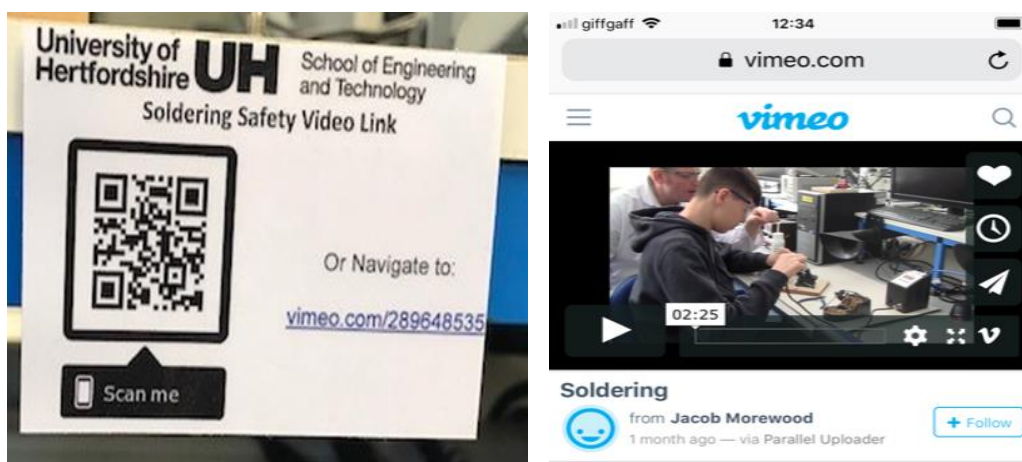 University of
Hertfordshire UH
School of Engineering
and Technology
Soldering Safety Video Link
Or Navigate to:
vimeo.com/289648535
Scan me
giffgaff 12:34
vimeo.com
vimeo
02:25
Soldering
from Jacob Morewood
+ Follow
1 month ago — via Parallel Uploader